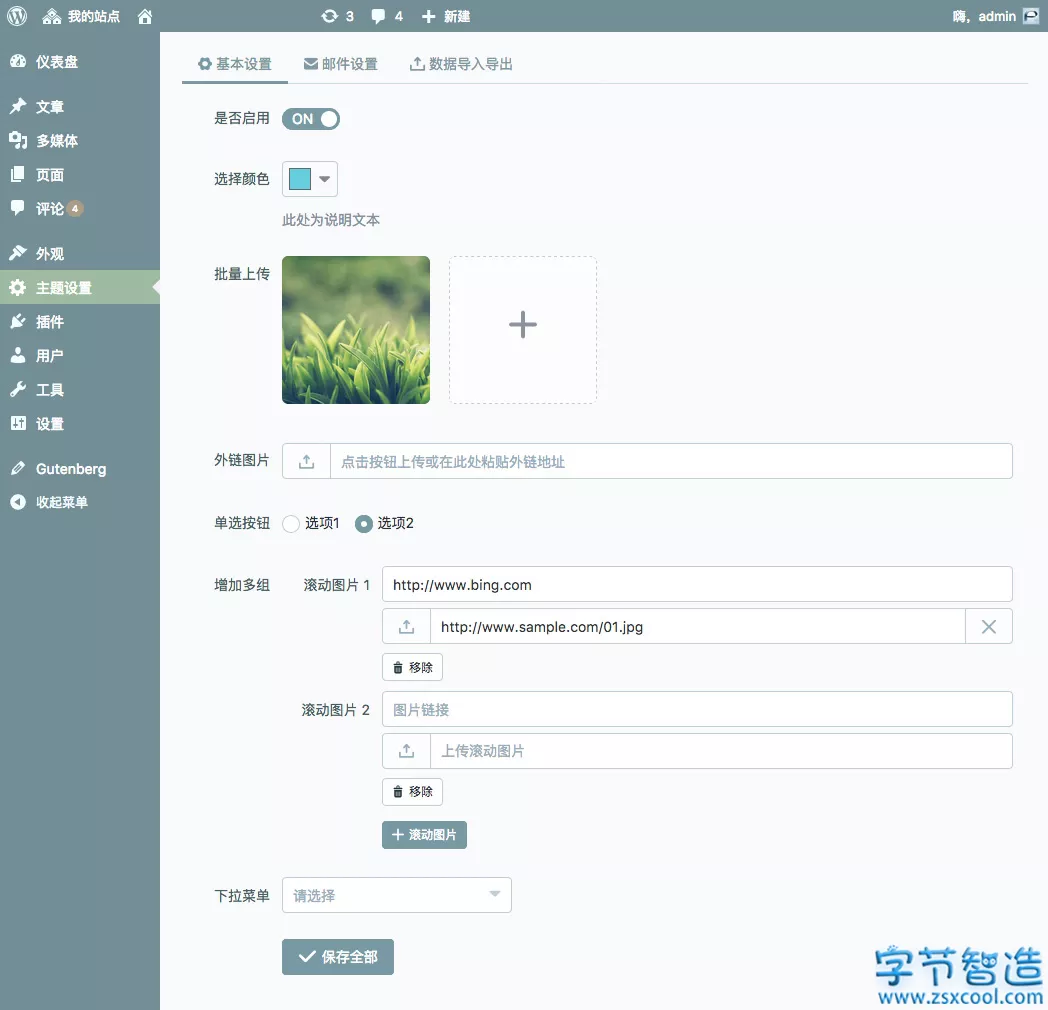 我的站点 3 4 新建 嗨，admin
仪表盘
文章
多媒体
页面
评论 4
外观
主题设置
插件
用户
工具
设置
Gutenberg
收起菜单
基本设置 邮件设置 数据导入导出
是否启用 ON
选择颜色
此处为说明文本
批量上传
外链图片 点击按钮上传或在此处粘贴外链地址
单选按钮 选项1 选项2
增加多组 滚动图片 1 http://www.bing.com
http://www.sample.com/01.jpg
移除
滚动图片 2 图片链接
上传滚动图片
移除
滚动图片
下拉菜单 请选择
保存全部
字节智造
www.zsxcool.com